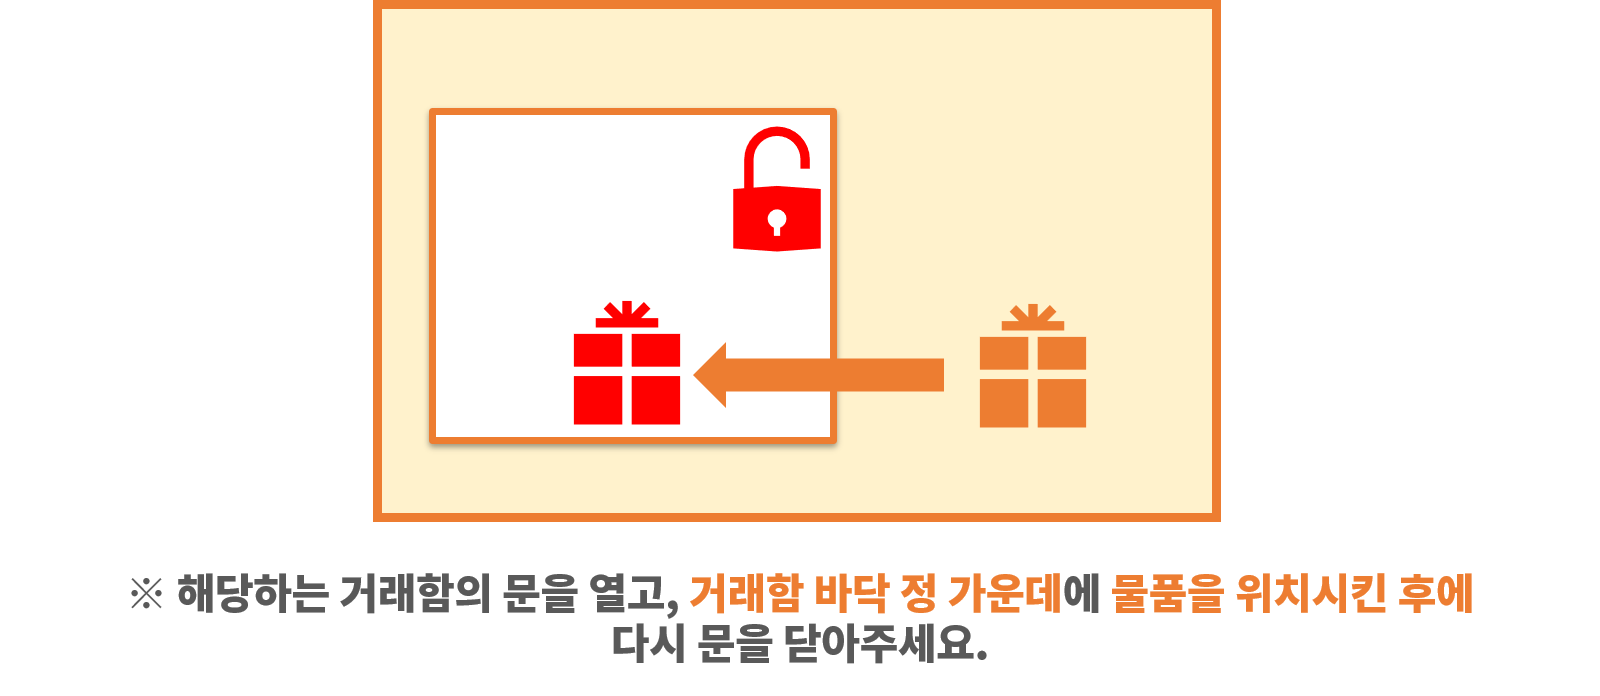 ※ 해당하는 거래함의 문을 열고, 거래함 바닥 정 가운데에 물품을 위치시킨 후에
다시 문을 닫아주세요.